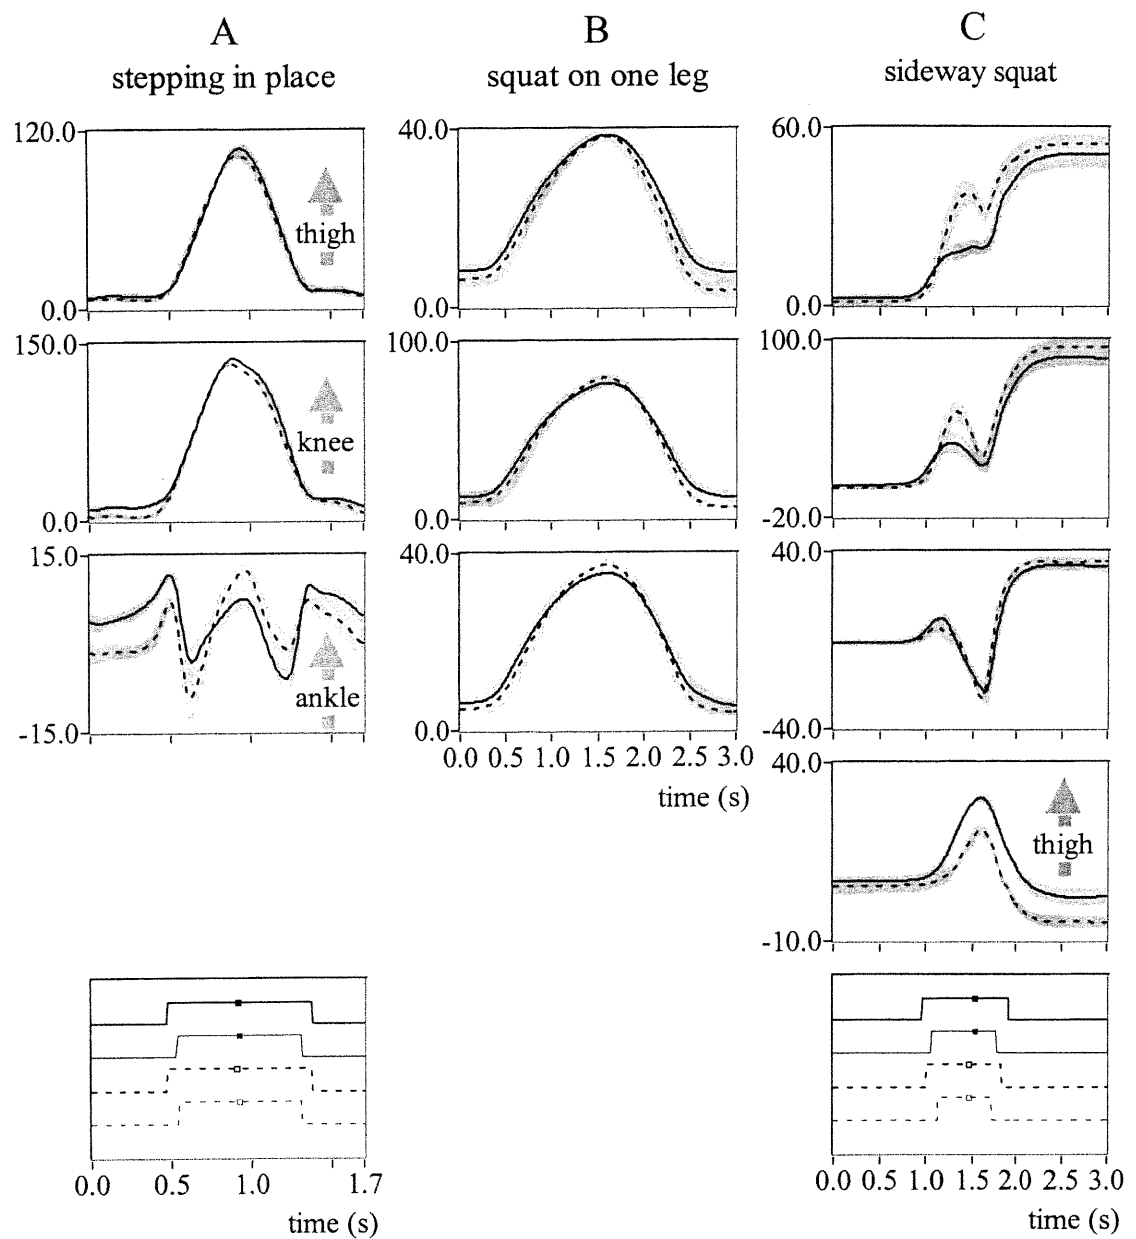 A
B
C
stepping in place
squat on one leg
sideway squat
120.0
40.0
60.0
thigh
0.0
0.0
0.0
150.0
100.0
100.0
knee
0.0
0.0
-20.0
15.0
40.0
40.0
ankle
-15.0
0.0
-40.0
0.0 0.5 1.0 1.5 2.0 2.5 3.0
time (s)
40.0
thigh
-10.0
0.0 0.5 1.0 1.7
0.0 0.5 1.0 1.5 2.0 2.5 3.0
time (s)
time (s)